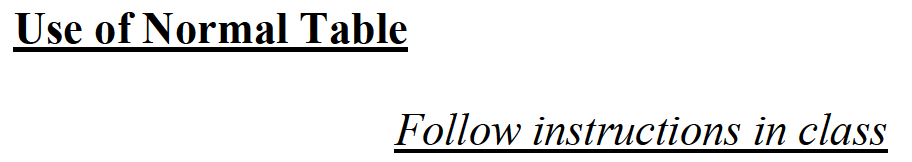 Use of Normal Table
Follow instructions in class